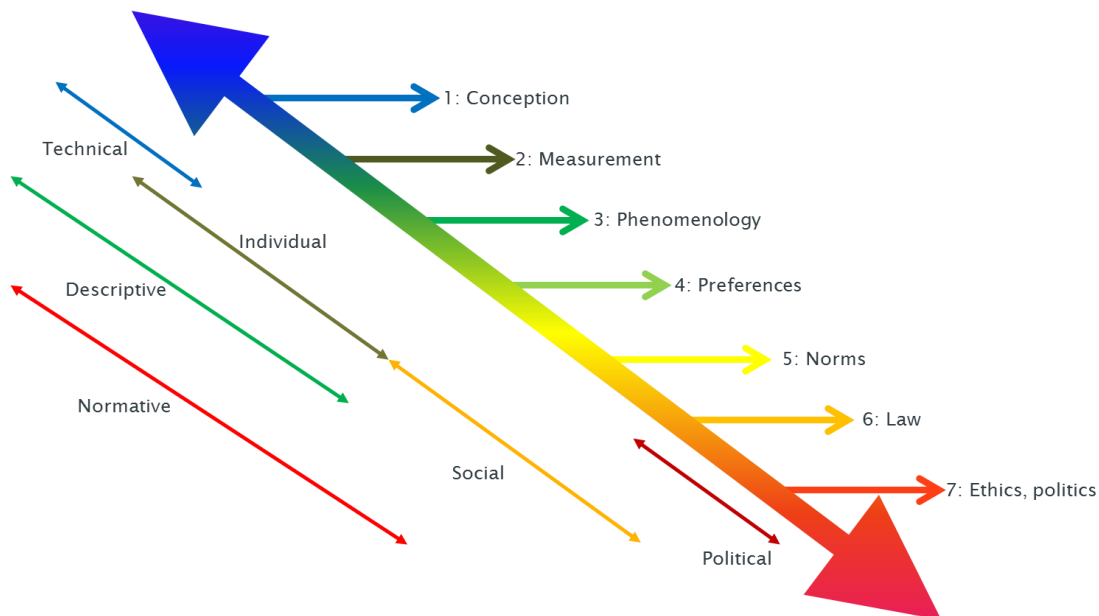 1: Conception
Technical
2: Measurement
3: Phenomenology
Individual
Descriptive
4: Preferences
5: Norms
Normative
6: Law
Social
7: Ethics, politics
Political